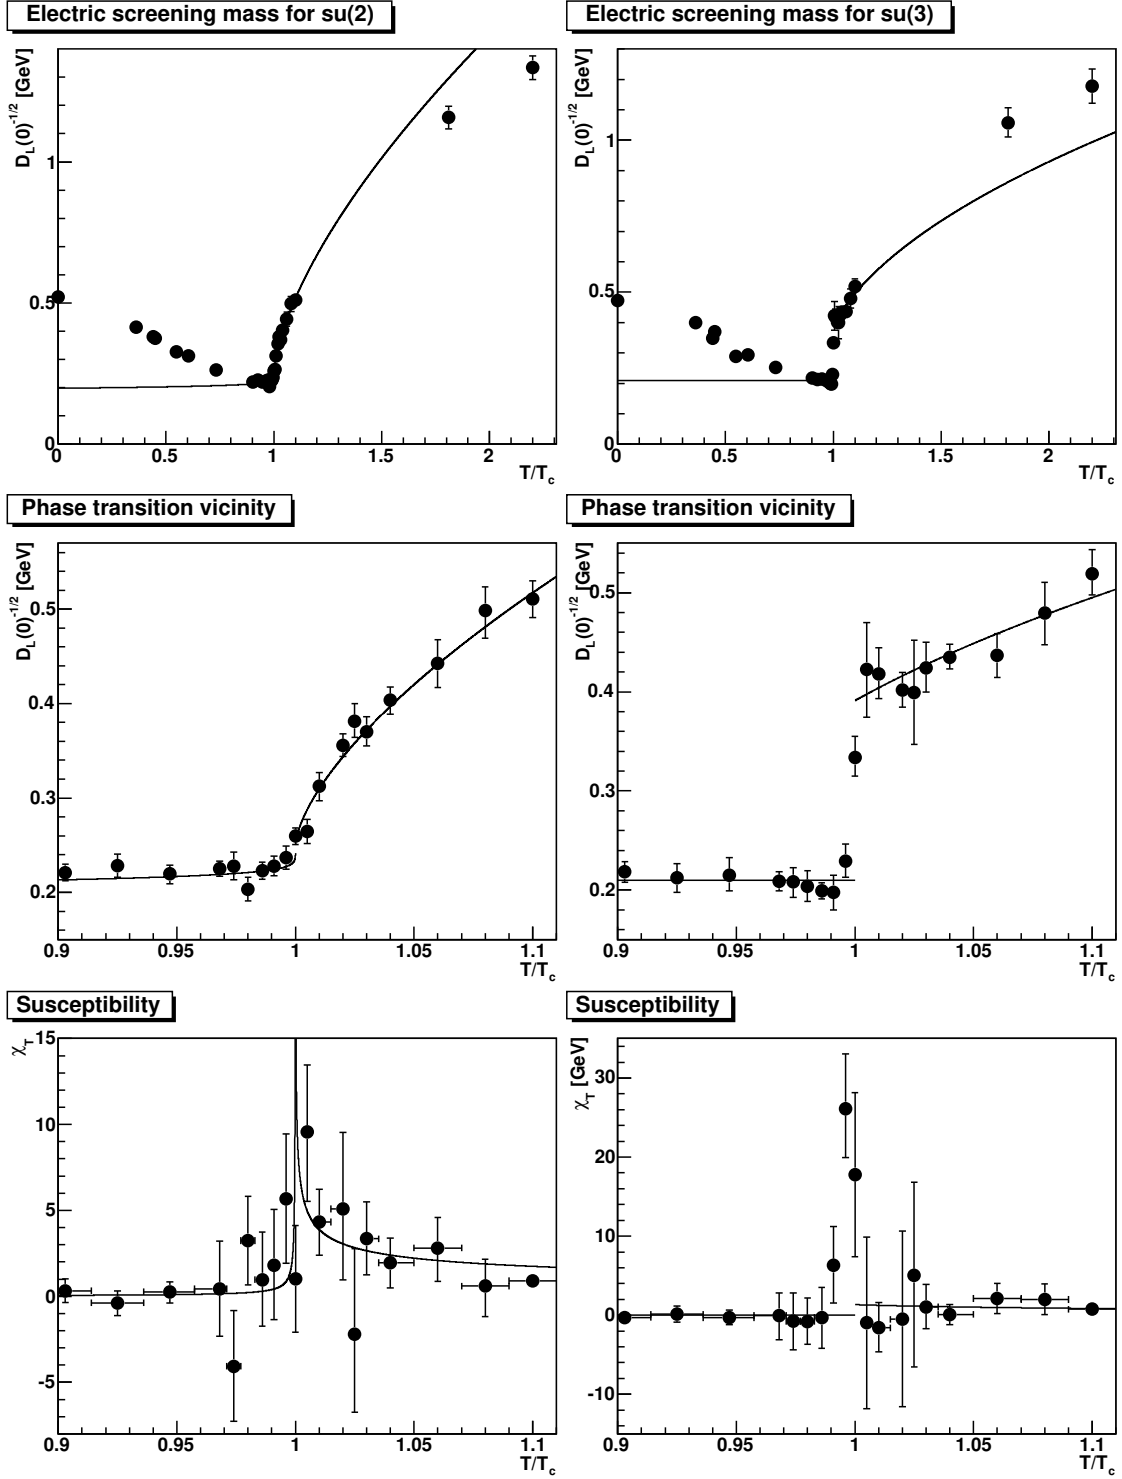 Electric screening mass for su(2)
D_L(0)^-1/2 [GeV]
1
0.5
0
0 0.5 1 1.5 2
T/T_c
Electric screening mass for su(3)
D_L(0)^-1/2 [GeV]
1
0.5
0
0 0.5 1 1.5 2
T/T_c
Phase transition vicinity
D_L(0)^-1/2 [GeV]
0.5
0.4
0.3
0.2
0.9 0.95 1 1.05 1.1
T/T_c
Phase transition vicinity
D_L(0)^-1/2 [GeV]
0.5
0.4
0.3
0.2
0.9 0.95 1 1.05 1.1
T/T_c
Susceptibility
χ_T
15
10
5
0
-5
0.9 0.95 1 1.05 1.1
T/T_c
Susceptibility
χ_T [GeV]
30
20
10
0
-10
0.9 0.95 1 1.05 1.1
T/T_c